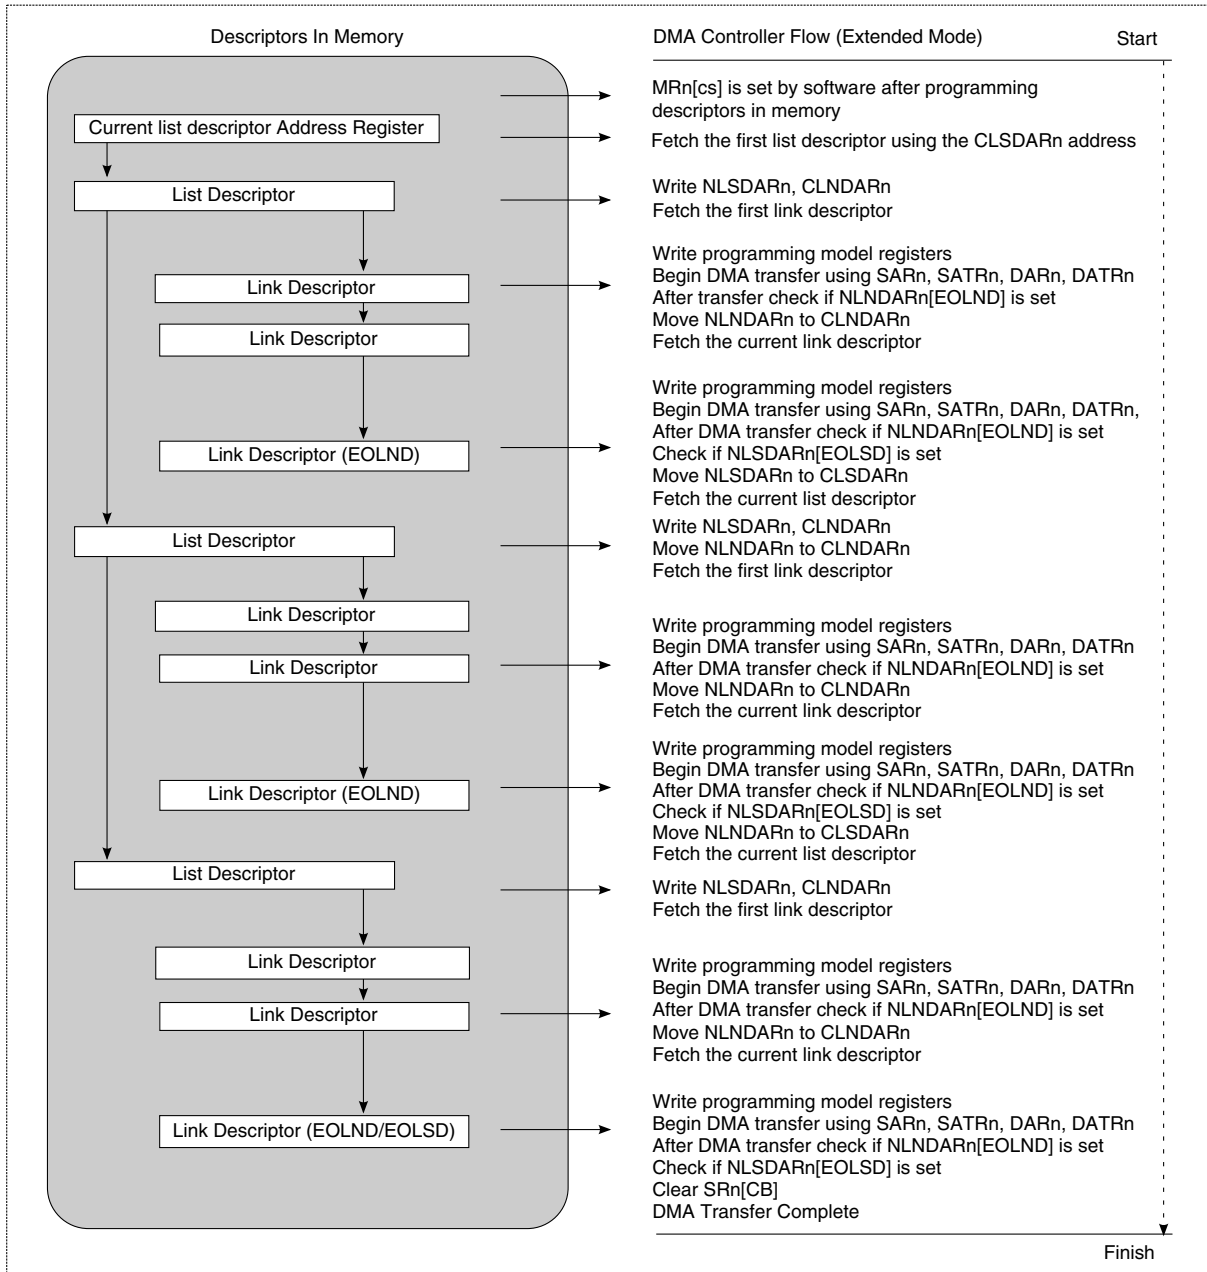 Descriptors In Memory
DMA Controller Flow (Extended Mode)
Start
MRn[cs] is set by software after programming
descriptors in memory
Current list descriptor Address Register
Fetch the first list descriptor using the CLSDARn address
List Descriptor
Write NLSDARn, CLNDARn
Fetch the first link descriptor
Link Descriptor
Write programming model registers
Begin DMA transfer using SARn, SATRn, DARn, DATRn
After transfer check if NLNDARn[EOLND] is set
Move NLNDARn to CLNDARn
Fetch the current link descriptor
Link Descriptor
Link Descriptor (EOLND)
Write programming model registers
Begin DMA transfer using SARn, SATRn, DARn, DATRn,
After DMA transfer check if NLNDARn[EOLND] is set
Check if NLSDARn[EOLSD] is set
Move NLSDARn to CLSDARn
Fetch the current list descriptor
List Descriptor
Write NLSDARn, CLNDARn
Move NLNDARn to CLNDARn
Fetch the first link descriptor
Link Descriptor
Link Descriptor
Write programming model registers
Begin DMA transfer using SARn, SATRn, DARn, DATRn
After DMA transfer check if NLNDARn[EOLND] is set
Move NLNDARn to CLNDARn
Fetch the current link descriptor
Link Descriptor (EOLND)
Write programming model registers
Begin DMA transfer using SARn, SATRn, DARn, DATRn
After DMA transfer check if NLNDARn[EOLND] is set
Check if NLSDARn[EOLSD] is set
Move NLNDARn to CLSDARn
Fetch the current list descriptor
List Descriptor
Write NLSDARn, CLNDARn
Fetch the first link descriptor
Link Descriptor
Link Descriptor
Write programming model registers
Begin DMA transfer using SARn, SATRn, DARn, DATRn
After DMA transfer check if NLNDARn[EOLND] is set
Move NLNDARn to CLNDARn
Fetch the current link descriptor
Link Descriptor (EOLND/EOLSD)
Write programming model registers
Begin DMA transfer using SARn, SATRn, DARn, DATRn
After DMA transfer check if NLNDARn[EOLND] is set
Check if NLSDARn[EOLSD] is set
Clear SRn[CB]
DMA Transfer Complete
Finish